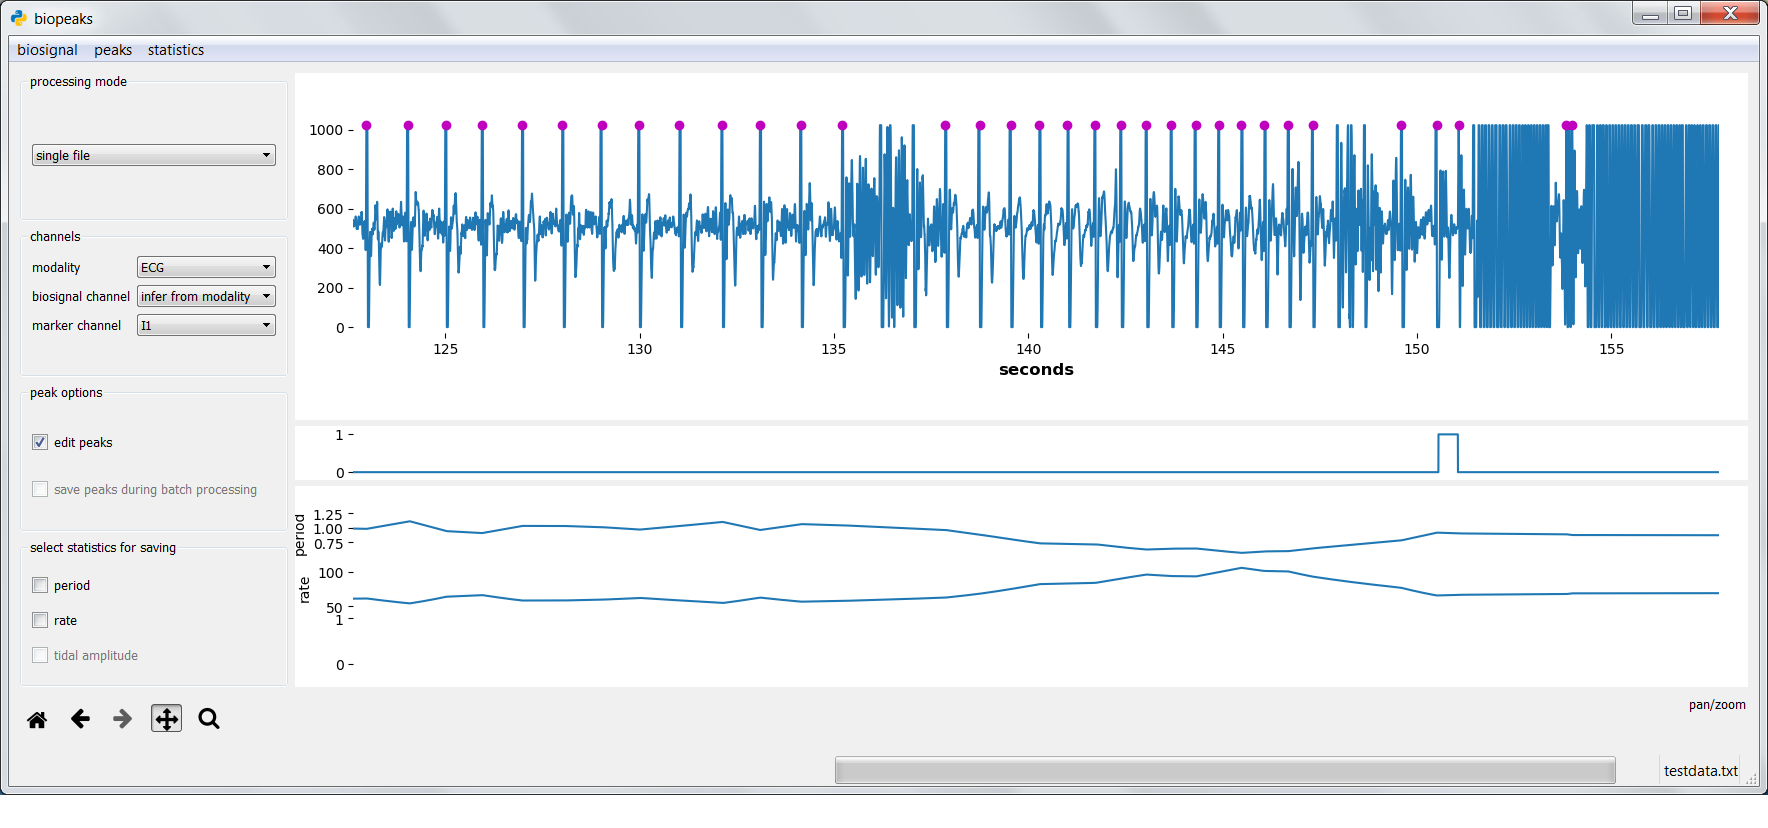 biopeaks
biosignal peaks statistics
processing mode
single file
channels
modality ECG
biosignal channel infer from modality
marker channel I1
peak options
edit peaks
save peaks during batch processing
select statistics for saving
period
rate
tidal amplitude
1000
800
600
400
200
0
125 130 135 140 145 150 155
seconds
1
0
period
1.25
1.00
0.75
rate
100
50
1
0
pan/zoom
testdata.txt